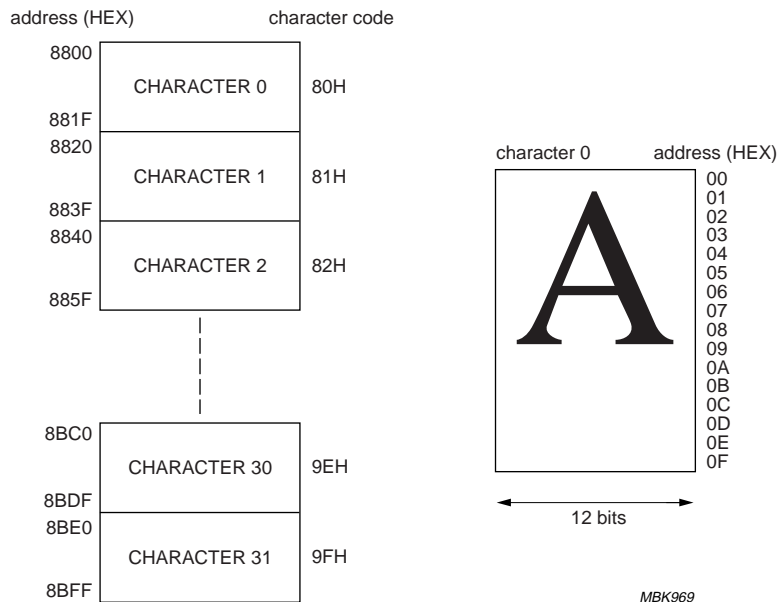 address (HEX) character code
8800
CHARACTER 0 80H
881F
8820
CHARACTER 1 81H
883F
8840
CHARACTER 2 82H
885F
8BC0
CHARACTER 30 9EH
8BDF
8BE0
CHARACTER 31 9FH
8BFF
character 0 address (HEX)
00
01
02
03
04
05
06
07
08
09
0A
0B
0C
0D
0E
0F
A
12 bits
MBK969